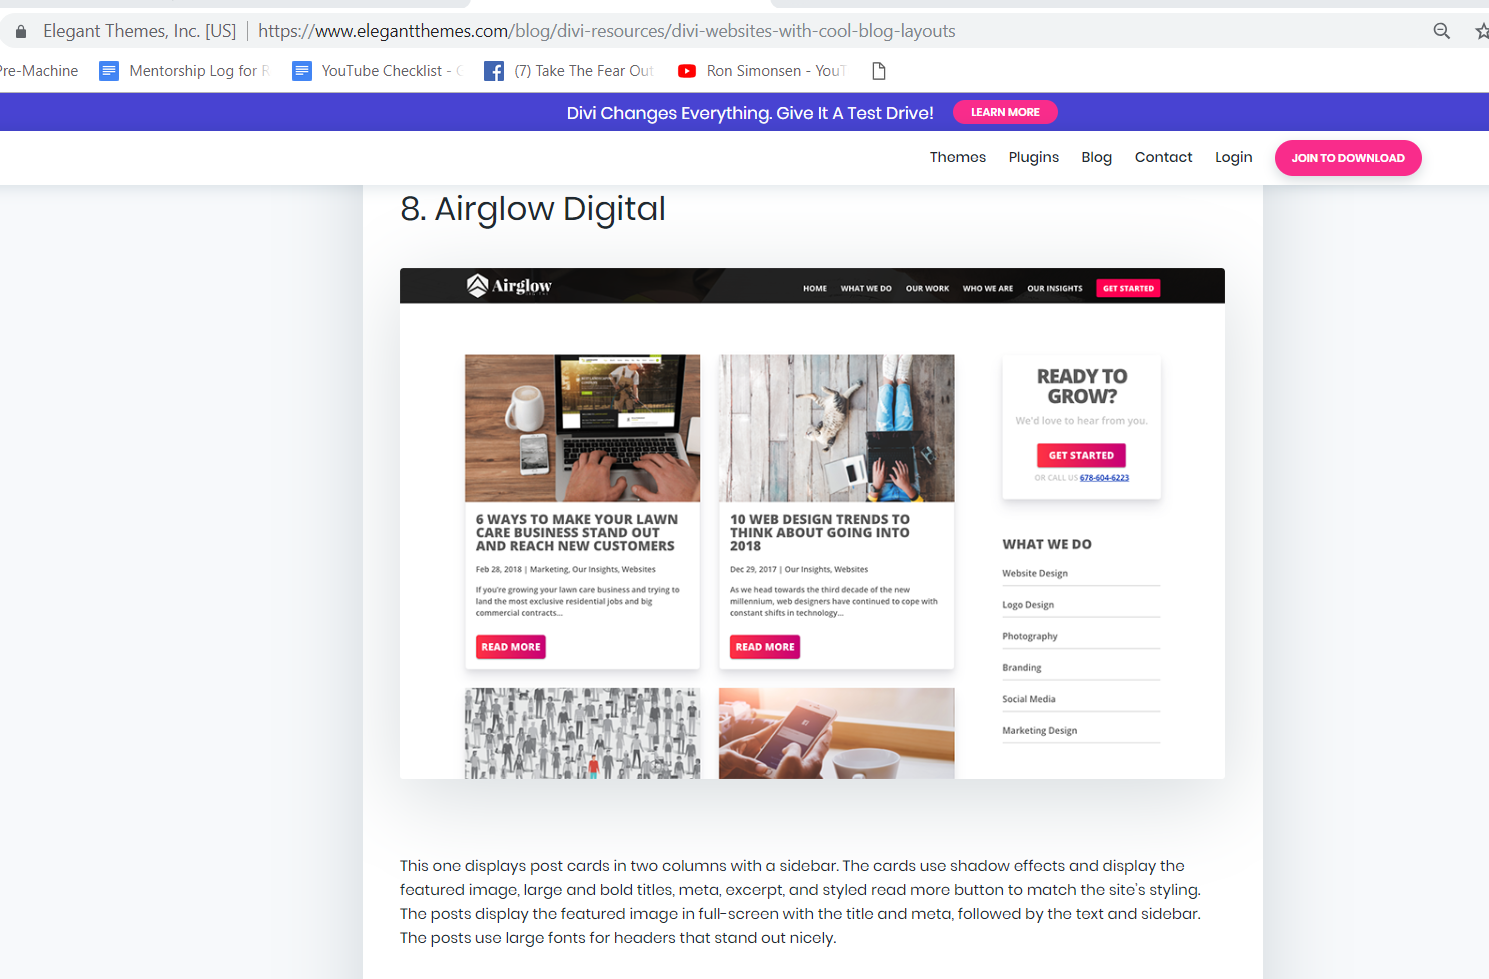 Elegant Themes, Inc. [US] https://www.elegantthemes.com/blog/divi-resources/divi-websites-with-cool-blog-layouts
Pre-Machine Mentorship Log for R YouTube Checklist - (7) Take The Fear Out Ron Simonsen - YouT
Divi Changes Everything. Give It A Test Drive! LEARN MORE
Themes Plugins Blog Contact Login JOIN TO DOWNLOAD
8. Airglow Digital
Airglow HOME WHAT WE DO OUR WORK WHO WE ARE OUR INSIGHTS GET STARTED
6 WAYS TO MAKE YOUR LAWN
CARE BUSINESS STAND OUT
AND REACH NEW CUSTOMERS
Feb 28, 2018 | Marketing, Our Insights, Websites
If you're growing your lawn care business and trying to
land the most exclusive residential jobs and big
commercial contracts...
READ MORE
10 WEB DESIGN TRENDS TO
THINK ABOUT GOING INTO
2018
Dec 29, 2017 | Our Insights, Websites
As we head towards the third decade of the new
millennium, web designers have continued to cope with
constant shifts in technology...
READ MORE
READY TO
GROW?
We'd love to hear from you.
GET STARTED
OR CALL US 678-604-6223
WHAT WE DO
Website Design
Logo Design
Photography
Branding
Social Media
Marketing Design
This one displays post cards in two columns with a sidebar. The cards use shadow effects and display the
featured image, large and bold titles, meta, excerpt, and styled read more button to match the site's styling.
The posts display the featured image in full-screen with the title and meta, followed by the text and sidebar.
The posts use large fonts for headers that stand out nicely.